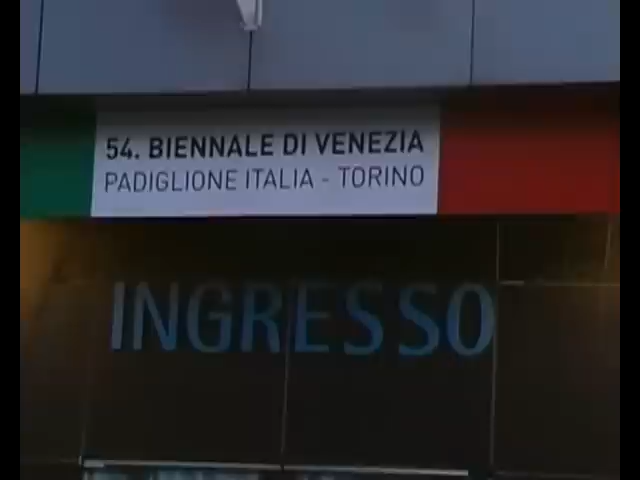 54. BIENNALE DI VENEZIA
PADIGLIONE ITALIA - TORINO
INGRESSO